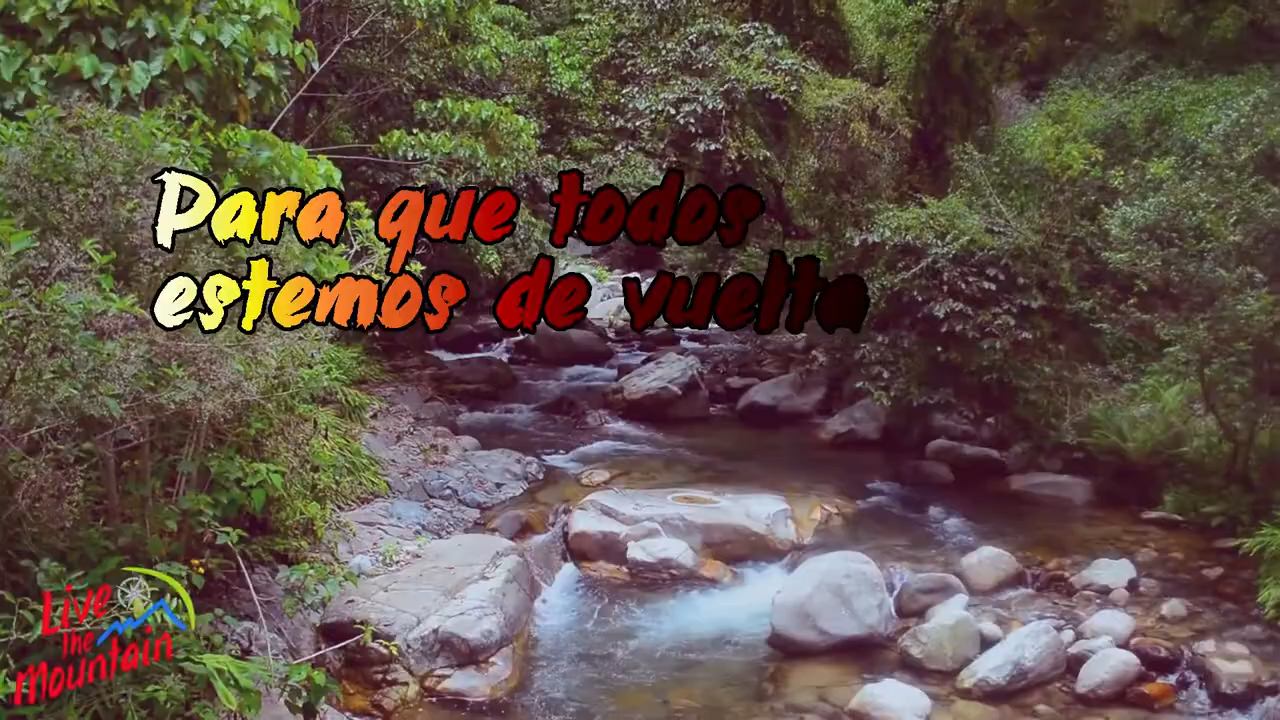 Para que todos
estemos de vuelta
Live
the
Mountain